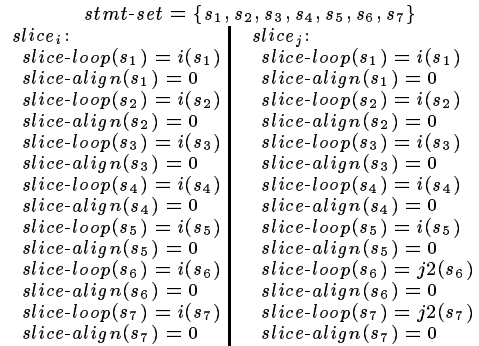 stmt-set = {s₁, s₂, s₃, s₄, s₅, s₆, s₇}
sliceᵢ:
slice-loop(s₁) = i(s₁)
slice-align(s₁) = 0
slice-loop(s₂) = i(s₂)
slice-align(s₂) = 0
slice-loop(s₃) = i(s₃)
slice-align(s₃) = 0
slice-loop(s₄) = i(s₄)
slice-align(s₄) = 0
slice-loop(s₅) = i(s₅)
slice-align(s₅) = 0
slice-loop(s₆) = i(s₆)
slice-align(s₆) = 0
slice-loop(s₇) = i(s₇)
slice-align(s₇) = 0
sliceⱼ:
slice-loop(s₁) = i(s₁)
slice-align(s₁) = 0
slice-loop(s₂) = i(s₂)
slice-align(s₂) = 0
slice-loop(s₃) = i(s₃)
slice-align(s₃) = 0
slice-loop(s₄) = i(s₄)
slice-align(s₄) = 0
slice-loop(s₅) = i(s₅)
slice-align(s₅) = 0
slice-loop(s₆) = j2(s₆)
slice-align(s₆) = 0
slice-loop(s₇) = j2(s₇)
slice-align(s₇) = 0